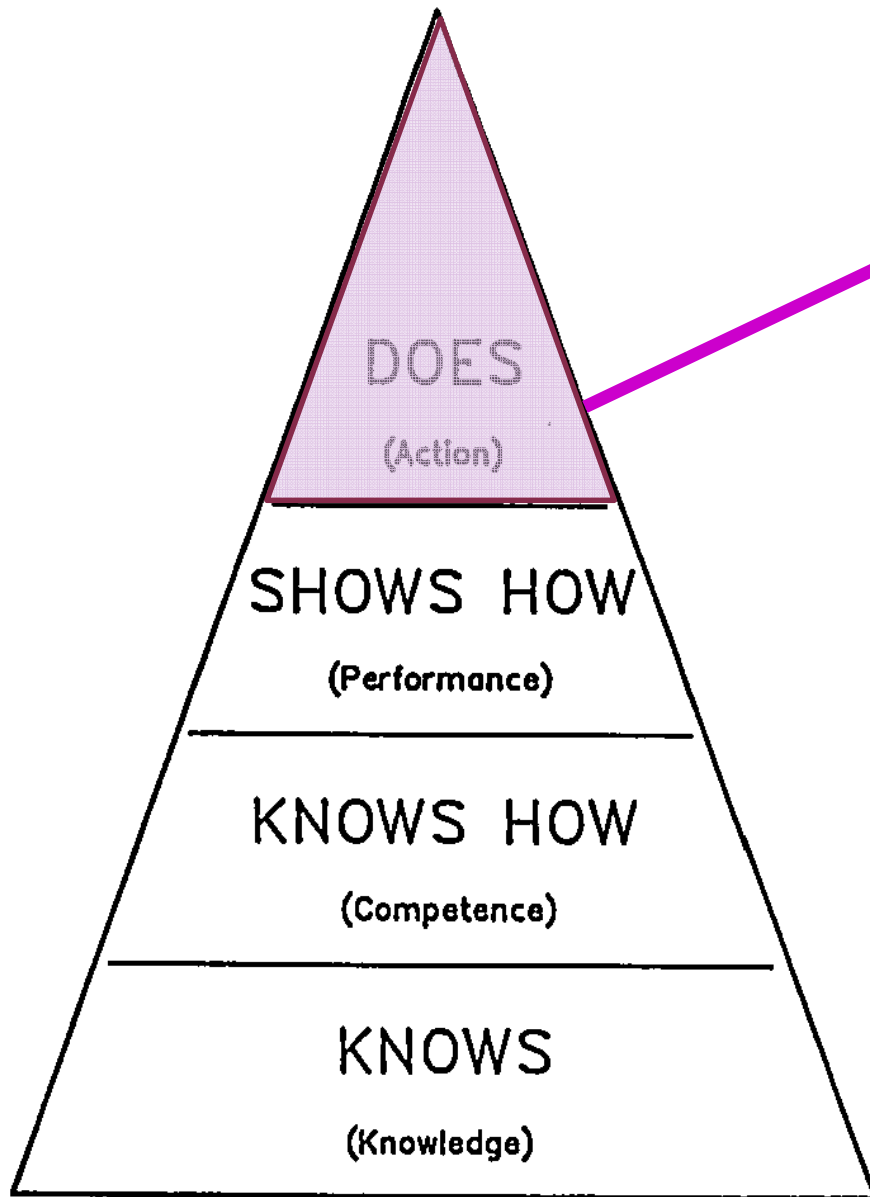 DOES
(Action)
SHOWS HOW
(Performance)
KNOWS HOW
(Competence)
KNOWS
(Knowledge)